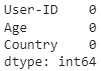 User-ID    0
Age        0
Country    0
dtype: int64